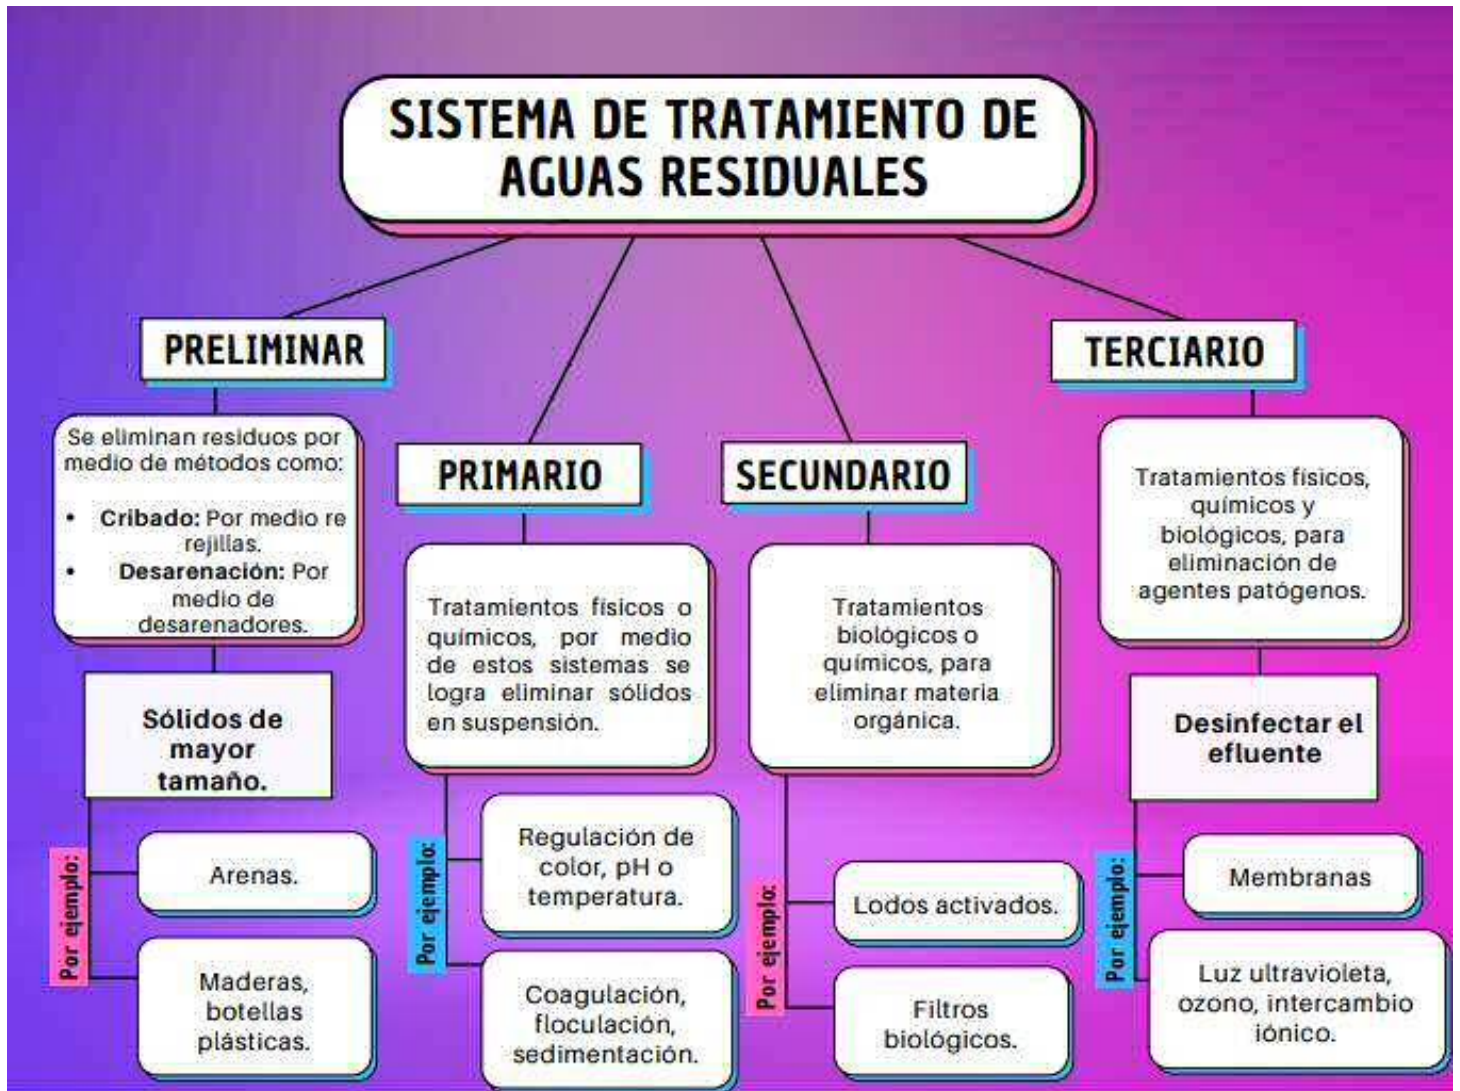 SISTEMA DE TRATAMIENTO DE
AGUAS RESIDUALES
PRELIMINAR
Se eliminan residuos por
medio de métodos como:
• Cribado: Por medio re
rejillas.
• Desarenación: Por
medio de
desarenadores.
Sólidos de
mayor
tamaño.
Por ejemplo:
Arenas.
Maderas,
botellas
plásticas.
PRIMARIO
Tratamientos físicos o
químicos, por medio
de estos sistemas se
logra eliminar sólidos
en suspensión.
Por ejemplo:
Regulación de
color, pH o
temperatura.
Coagulación,
floculación,
sedimentación.
SECUNDARIO
Tratamientos
biológicos o
químicos, para
eliminar materia
orgánica.
Por ejemplo:
Lodos activados.
Filtros
biológicos.
TERCIARIO
Tratamientos físicos,
químicos y
biológicos, para
eliminación de
agentes patógenos.
Desinfectar el
efluente
Por ejemplo:
Membranas
Luz ultravioleta,
ozono, intercambio
iónico.